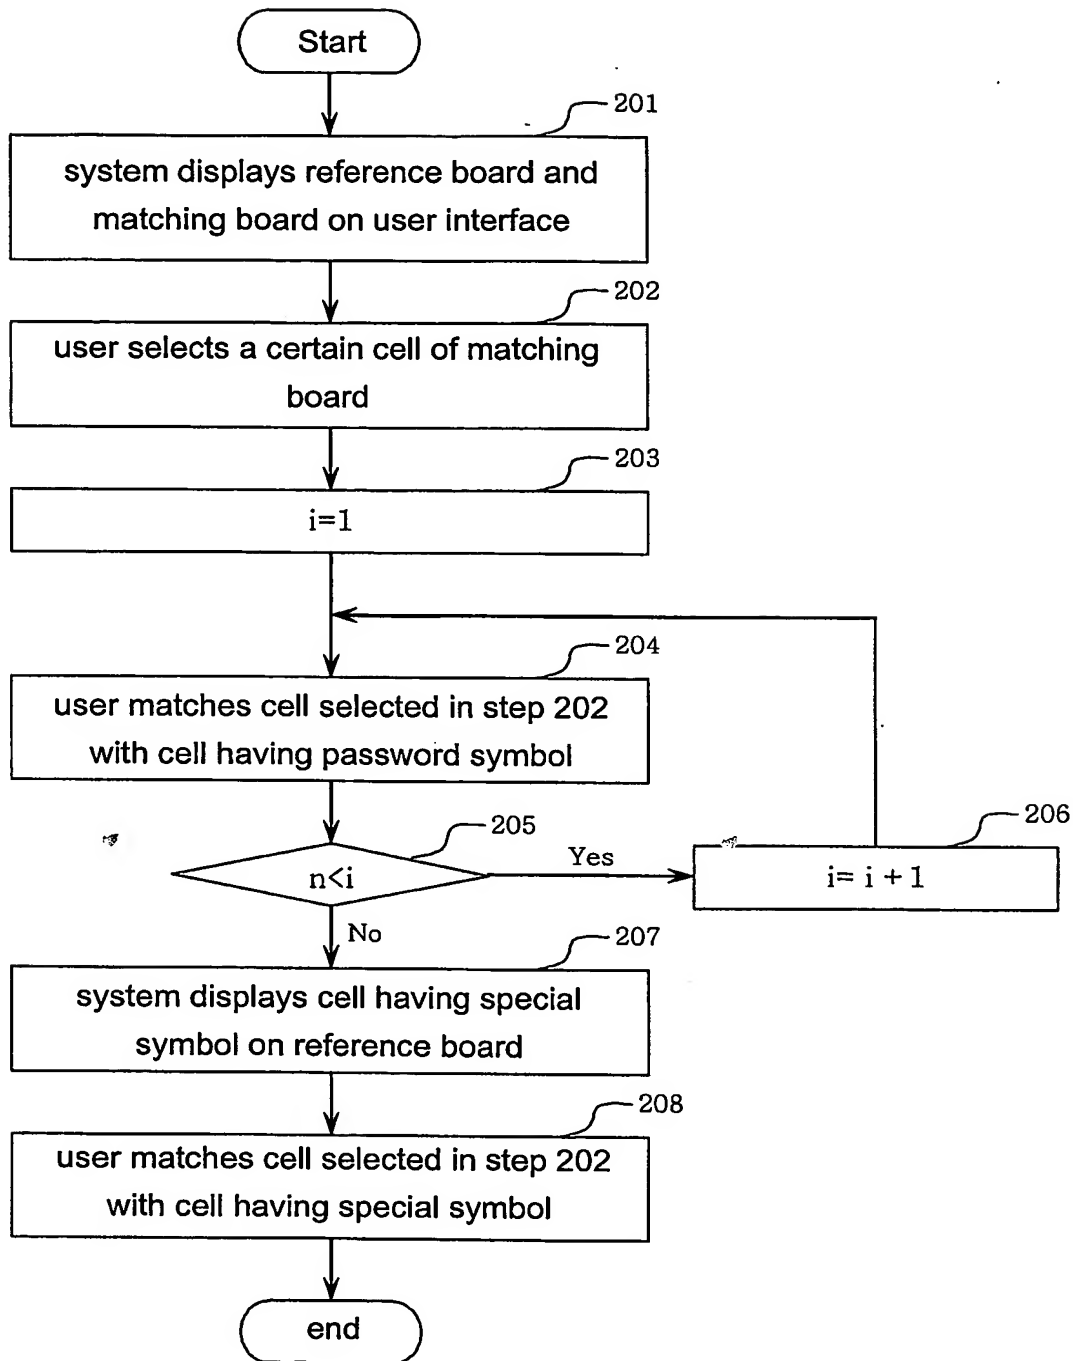 Start
201
system displays reference board and
matching board on user interface
202
user selects a certain cell of matching
board
203
i=1
204
user matches cell selected in step 202
with cell having password symbol
205
n<i
Yes
206
i= i + 1
No
207
system displays cell having special
symbol on reference board
208
user matches cell selected in step 202
with cell having special symbol
end